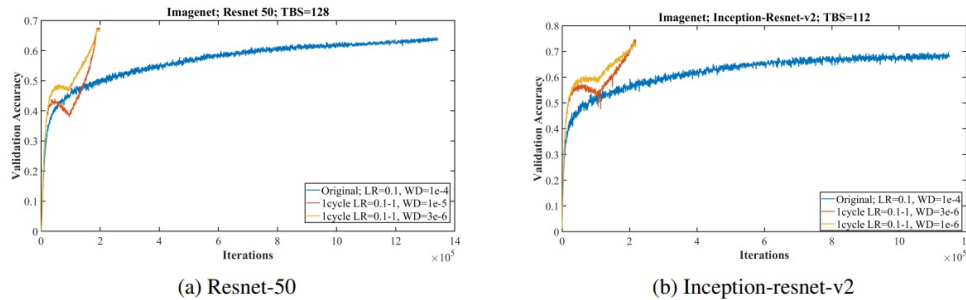 Imagenet; Resnet 50; TBS=128
Validation Accuracy
0.7
0.6
0.5
0.4
0.3
0.2
0.1
0
0 2 4 6 8 10 12 14
×10⁵
Iterations
Original; LR=0.1, WD=1e-4
1cycle LR=0.1-1, WD=1e-5
1cycle LR=0.1-1, WD=3e-6
(a) Resnet-50
Imagenet; Inception-Resnet-v2; TBS=112
Validation Accuracy
0.8
0.7
0.6
0.5
0.4
0.3
0.2
0.1
0
0 2 4 6 8 10 12
×10⁵
Iterations
Original; LR=0.1, WD=1e-4
1cycle LR=0.1-1, WD=3e-6
1cycle LR=0.1-1, WD=1e-6
(b) Inception-resnet-v2